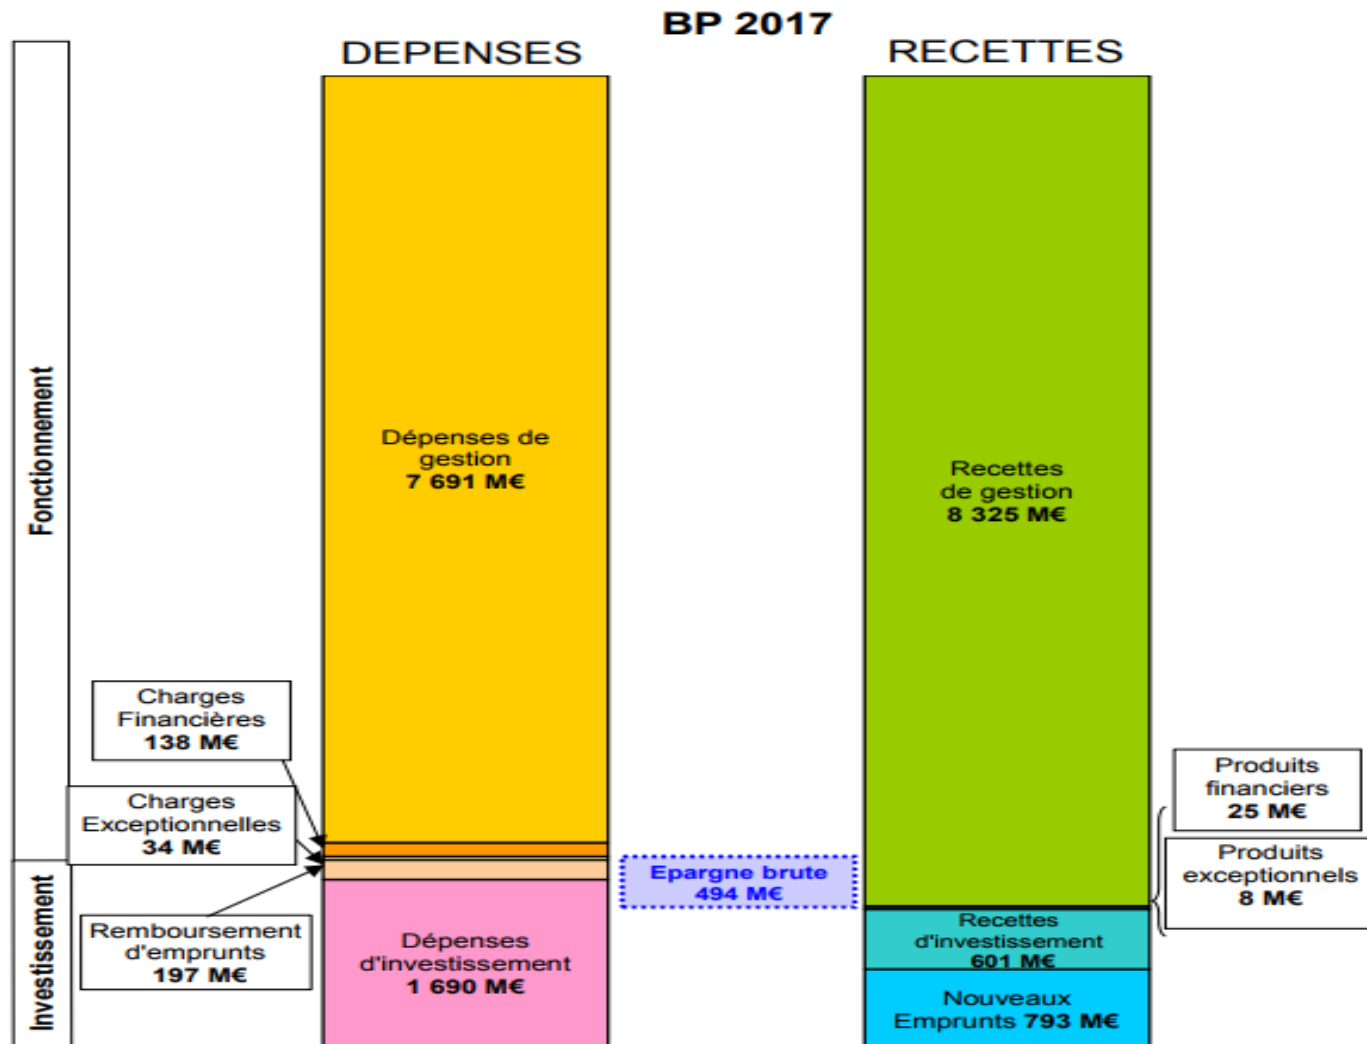 BP 2017
DEPENSES
RECETTES
Fonctionnement
Dépenses de
gestion
7 691 M€
Recettes
de gestion
8 325 M€
Charges
Financières
138 M€
Charges
Exceptionnelles
34 M€
Produits
financiers
25 M€
Produits
exceptionnels
8 M€
Epargne brute
494 M€
Investissement
Remboursement
d'emprunts
197 M€
Dépenses
d'investissement
1 690 M€
Recettes
d'investissement
601 M€
Nouveaux
Emprunts 793 M€